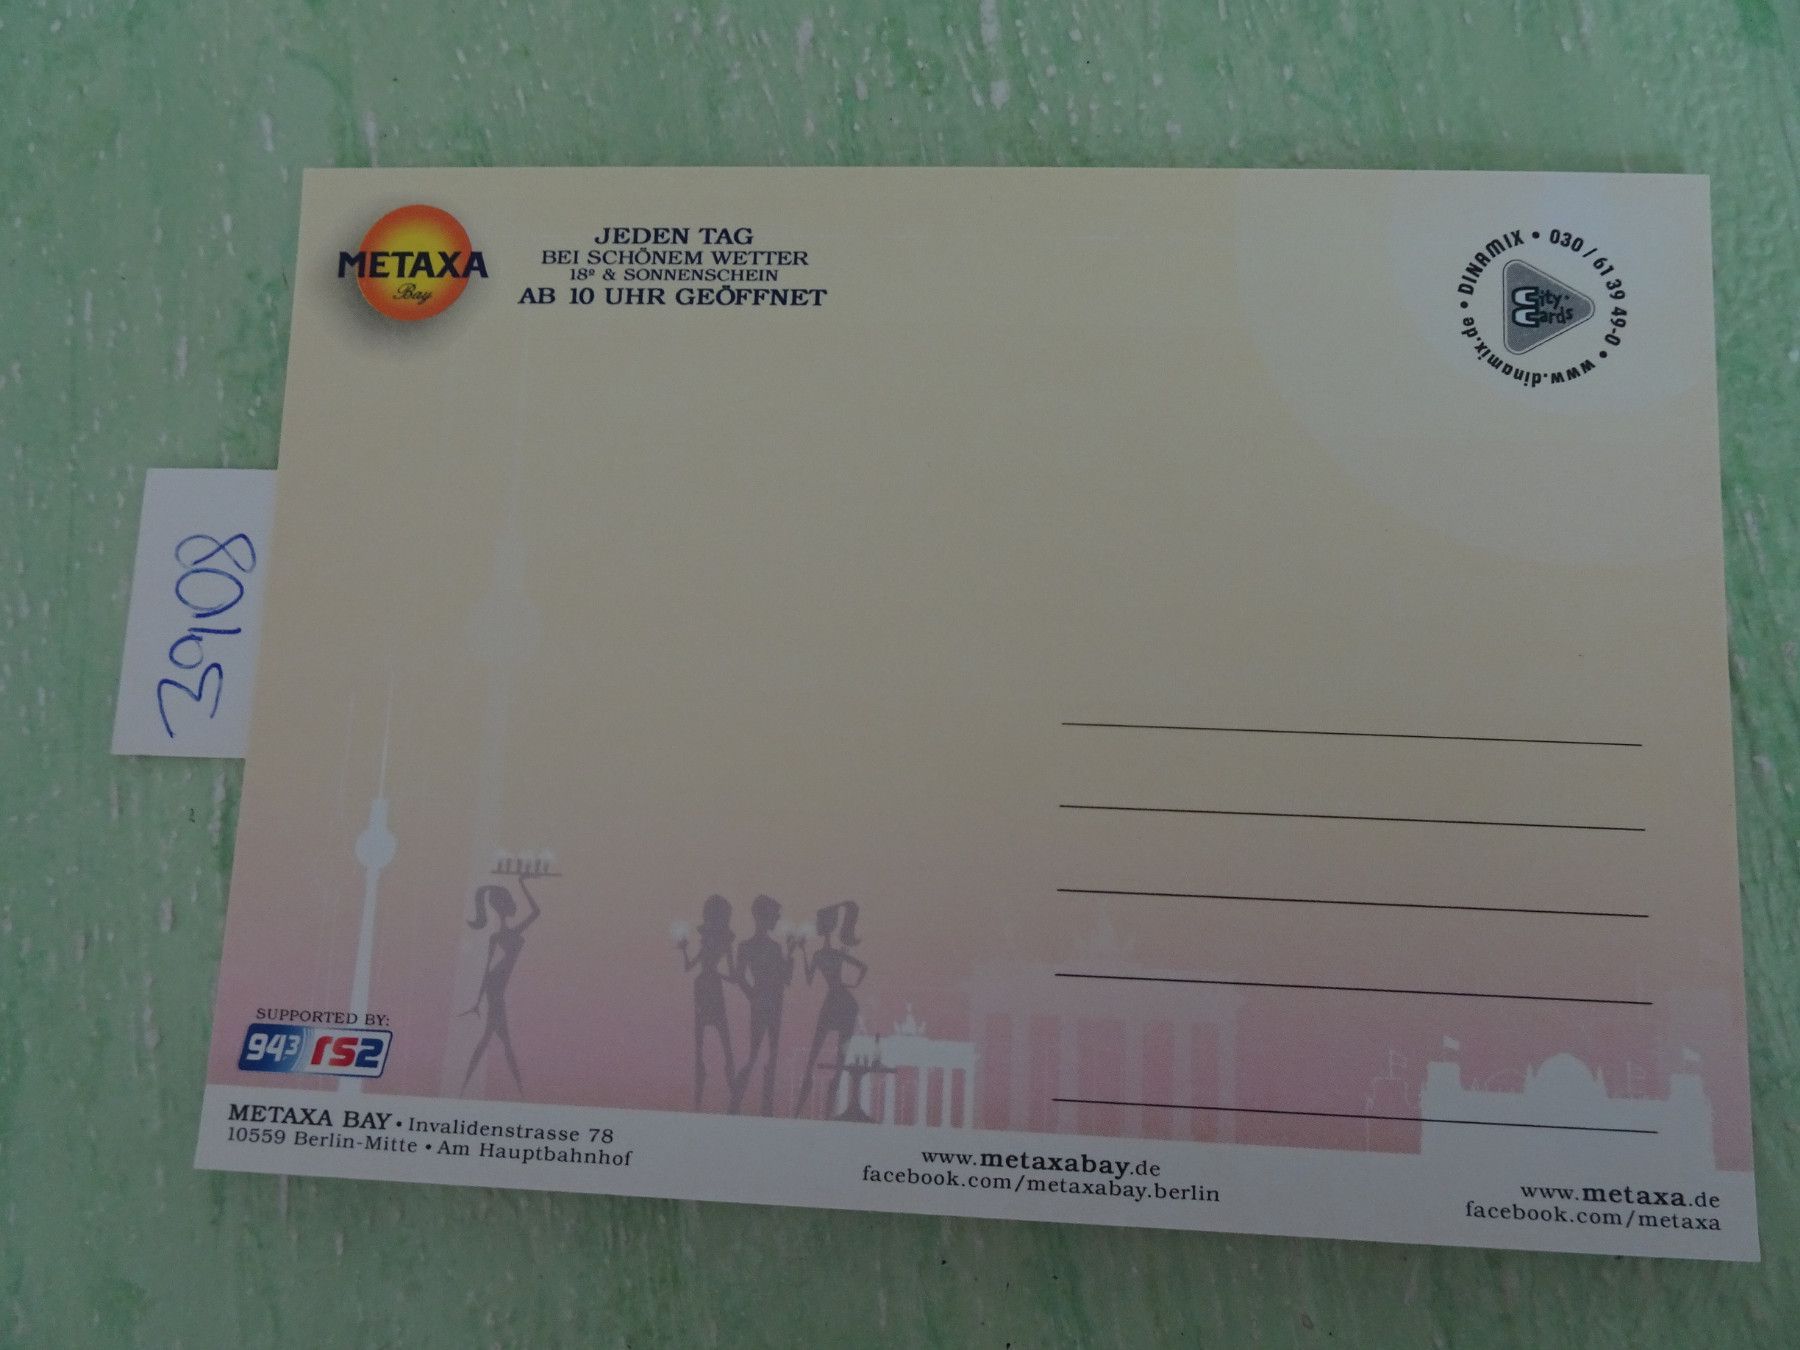 METAXA
Bay
JEDEN TAG
BEI SCHÖNEM WETTER
18º & SONNENSCHEIN
AB 10 UHR GEÖFFNET
DINAMIX • 030 / 61 39 49-0 • www.dinamix.de •
City
Cards
39108
SUPPORTED BY:
94,3 rs2
METAXA BAY • Invalidenstrasse 78
10559 Berlin-Mitte • Am Hauptbahnhof
www.metaxabay.de
facebook.com/metaxabay.berlin
www.metaxa.de
facebook.com/metaxa